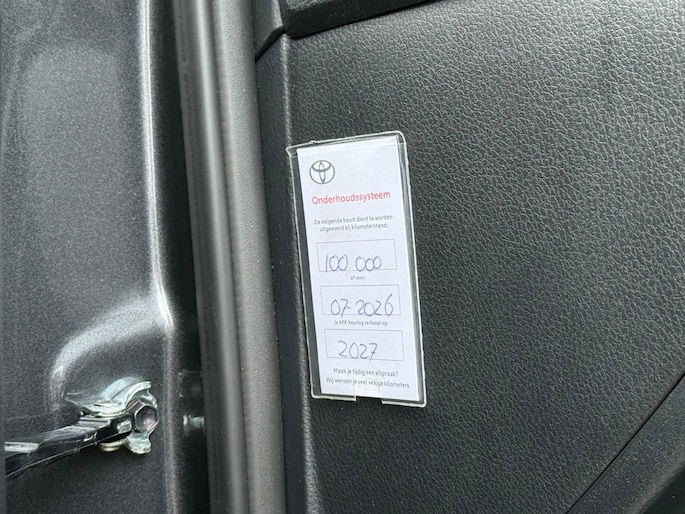 Onderhoudssysteem
De volgende beurt dient te worden
uitgevoerd bij kilometerstand:
100.000
of voor:
07-2026
Je APK-keuring verloopt op:
2027
Maak je tijdig een afspraak?
Wij wensen je veel veilige kilometers